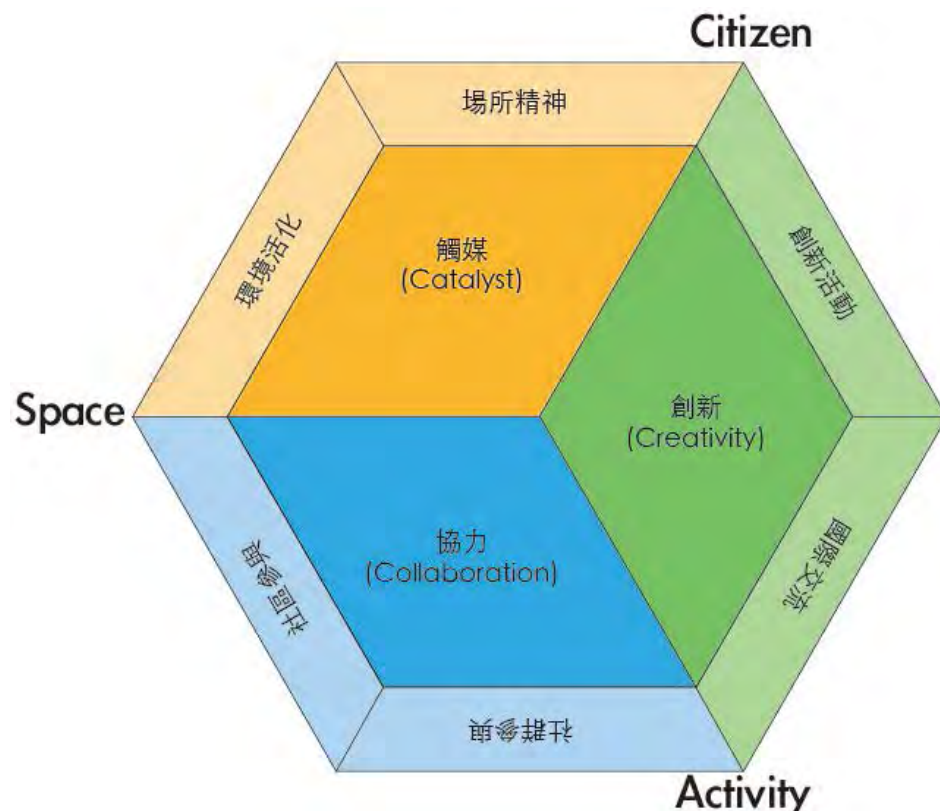 Citizen
場所精神
環境活化
觸媒
(Catalyst)
創新活動
Space
創新
(Creativity)
協力
(Collaboration)
社區參與
國際交流
社群參與
Activity